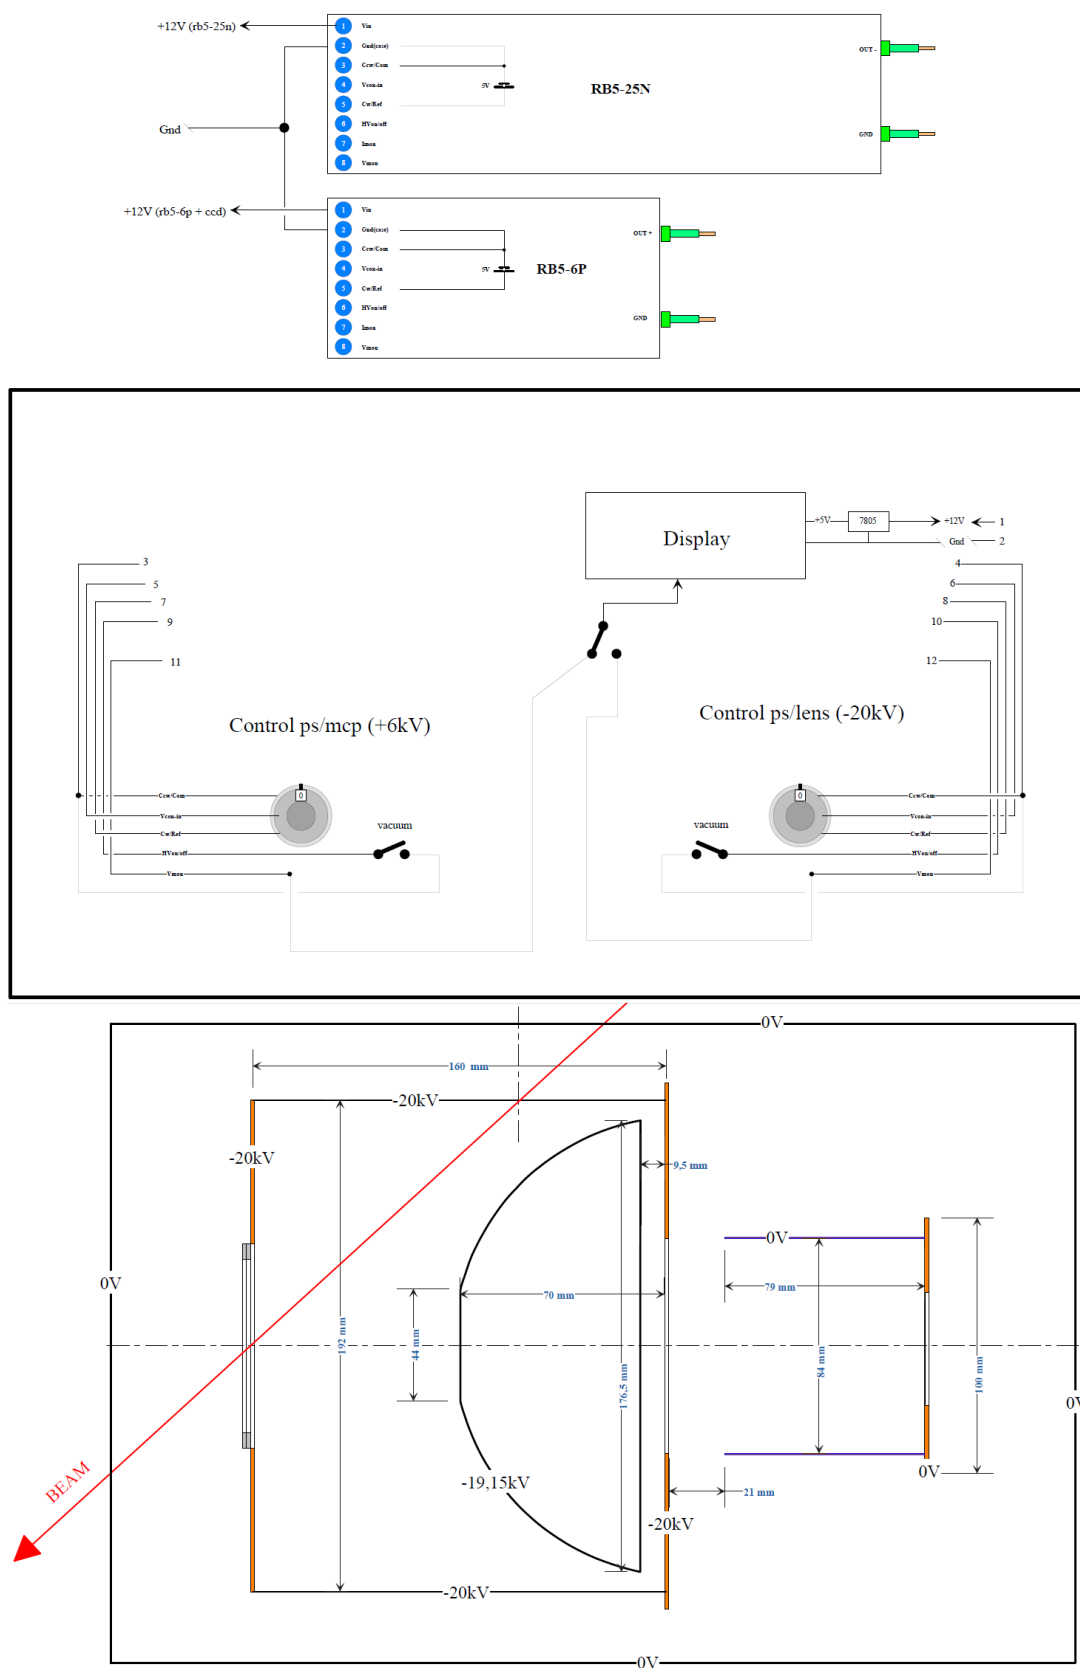 +12V (rb5-25n)
1 Vin
2 Gnd(case)
3 Ccw/Com
4 Vcon-in
5V
5 Cw/Ref
6 HVon/off
7 Imon
8 Vmon
RB5-25N
OUT -
GND
Gnd
+12V (rb5-6p + ccd)
1 Vin
2 Gnd(case)
3 Ccw/Com
4 Vcon-in
5V
5 Cw/Ref
6 HVon/off
7 Imon
8 Vmon
RB5-6P
OUT +
GND
Display
+5V
7805
+12V
1
Gnd
2
3
5
7
9
11
4
6
8
10
12
Control ps/mcp (+6kV)
Control ps/lens (-20kV)
0
Ccw/Com
Vcon-in
Cw/Ref
HVon/off
Vmon
vacuum
0
Ccw/Com
Vcon-in
Cw/Ref
HVon/off
Vmon
vacuum
0V
160 mm
-20kV
-20kV
9,5 mm
0V
0V
70 mm
79 mm
192 mm
44 mm
176,5 mm
84 mm
100 mm
0V
BEAM
-19,15kV
0V
21 mm
-20kV
-20kV
0V